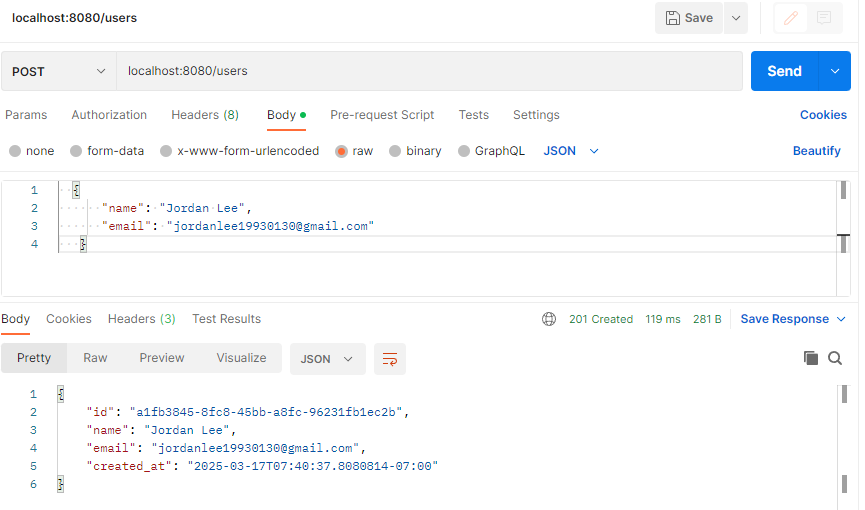 localhost:8080/users
Save
POST
localhost:8080/users
Send
Params Authorization Headers (8) Body Pre-request Script Tests Settings Cookies
none form-data x-www-form-urlencoded raw binary GraphQL JSON Beautify
1 {
2 "name": "Jordan Lee",
3 "email": "jordanlee19930130@gmail.com"
4 }
Body Cookies Headers (3) Test Results 201 Created 119 ms 281 B Save Response
Pretty Raw Preview Visualize JSON
1 {
2 "id": "a1fb3845-8fc8-45bb-a8fc-96231fb1ec2b",
3 "name": "Jordan Lee",
4 "email": "jordanlee19930130@gmail.com",
5 "created_at": "2025-03-17T07:40:37.8080814-07:00"
6 }